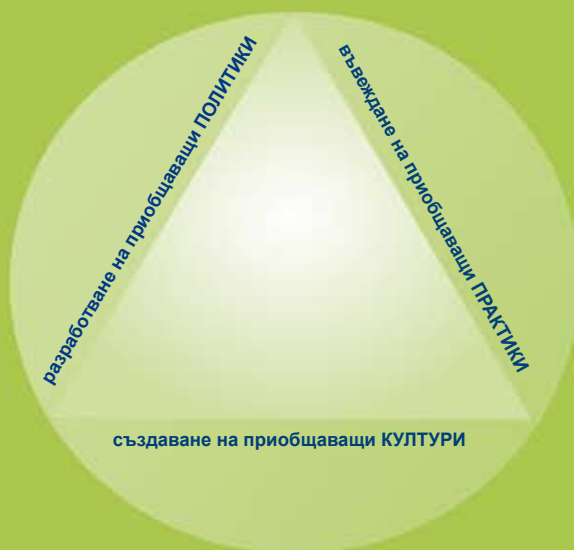 разработване на приобщаващи ПОЛИТИКИ
въвеждане на приобщаващи ПРАКТИКИ
създаване на приобщаващи КУЛТУРИ